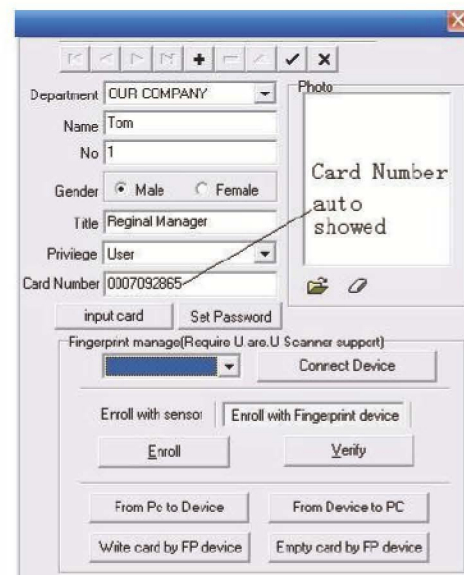 Department OUR COMPANY Photo
Name Tom
No 1
Gender Male Female
Title Reginal Manager
Privilege User
Card Number 0007092865
Card Number
auto
showed
input card Set Password
Fingerprint manage(Require U are.U Scanner support)
Connect Device
Enroll with sensor Enroll with Fingerprint device
Enroll Verify
From Pc to Device From Device to PC
Write card by FP device Empty card by FP device